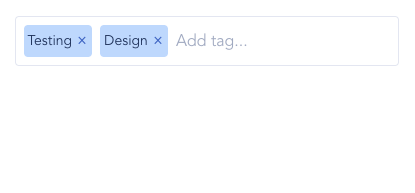 Testing × Design × Add tag...